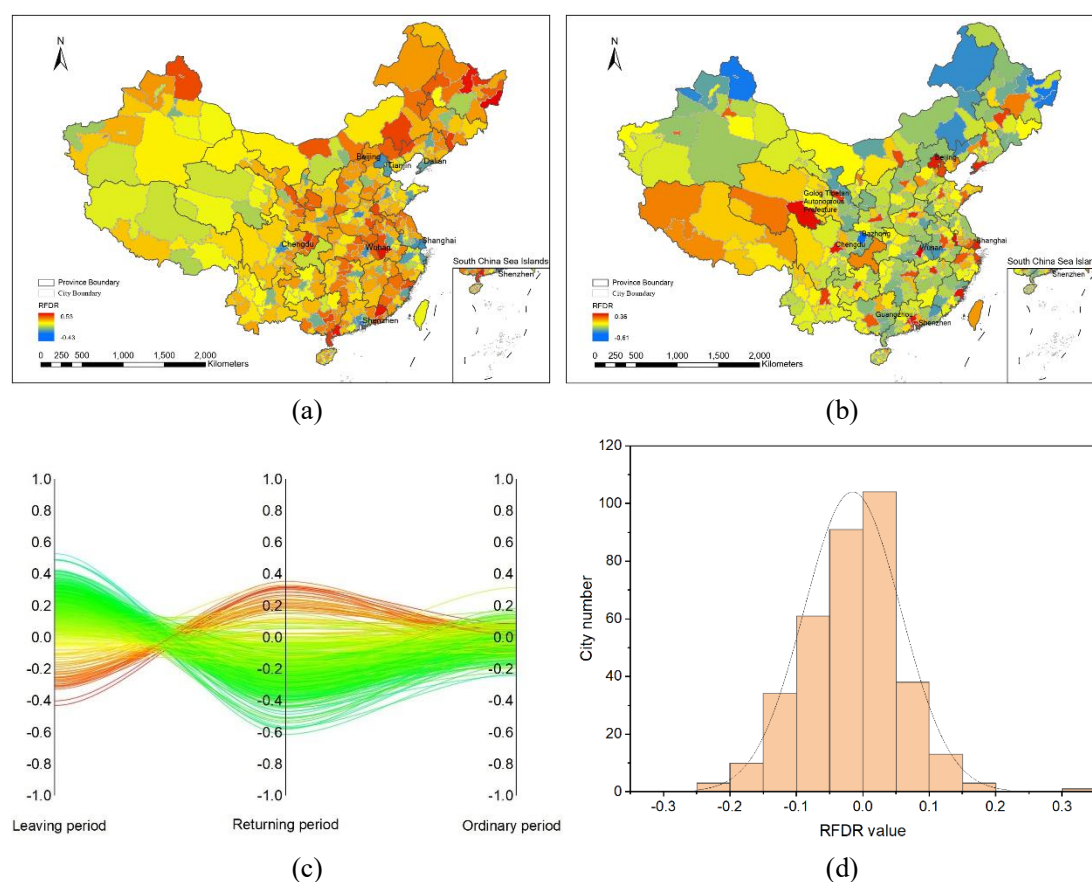 N
Beijing
Tianjin
Dalian
Chengdu
Wuhan
Shanghai
Shenzhen
South China Sea Islands
Shenzhen
Province Boundary
City Boundary
RFDR
0.53
-0.43
0 250 500 1,000 1,500 2,000
Kilometers
(a)
N
Beijing
Golog Tibetan
Autonomous
Prefecture
Bazhong
Chengdu
Wuhan
Shanghai
Guangzhou
Shenzhen
South China Sea Islands
Shenzhen
Province Boundary
City Boundary
RFDR
0.36
-0.61
0 250 500 1,000 1,500 2,000
Kilometers
(b)
1.0 1.0 1.0
0.8 0.8 0.8
0.6 0.6 0.6
0.4 0.4 0.4
0.2 0.2 0.2
0.0 0.0 0.0
-0.2 -0.2 -0.2
-0.4 -0.4 -0.4
-0.6 -0.6 -0.6
-0.8 -0.8 -0.8
-1.0 -1.0 -1.0
Leaving period Returning period Ordinary period
(c)
120
100
80
60
40
20
0
City number
-0.3 -0.2 -0.1 0.0 0.1 0.2 0.3
RFDR value
(d)